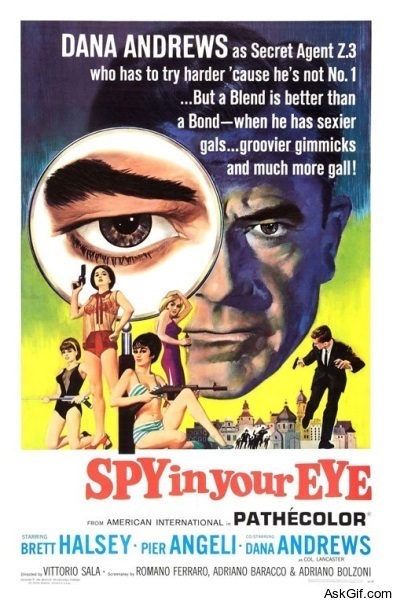 DANA ANDREWS as Secret Agent Z.3
who has to try harder 'cause he's not No.1
...But a Blend is better than
a Bond—when he has sexier
gals...groovier gimmicks
and much more gall!
SPY in your EYE
FROM AMERICAN INTERNATIONAL in PATHÉCOLOR
STARRING BRETT HALSEY · PIER ANGELI · CO-STARRING DANA ANDREWS
as COL. LANCASTER
Directed by VITTORIO SALA · Screenplay by ROMANO FERRARO, ADRIANO BARACCO & ADRIANO BOLZONI
AskGif.com